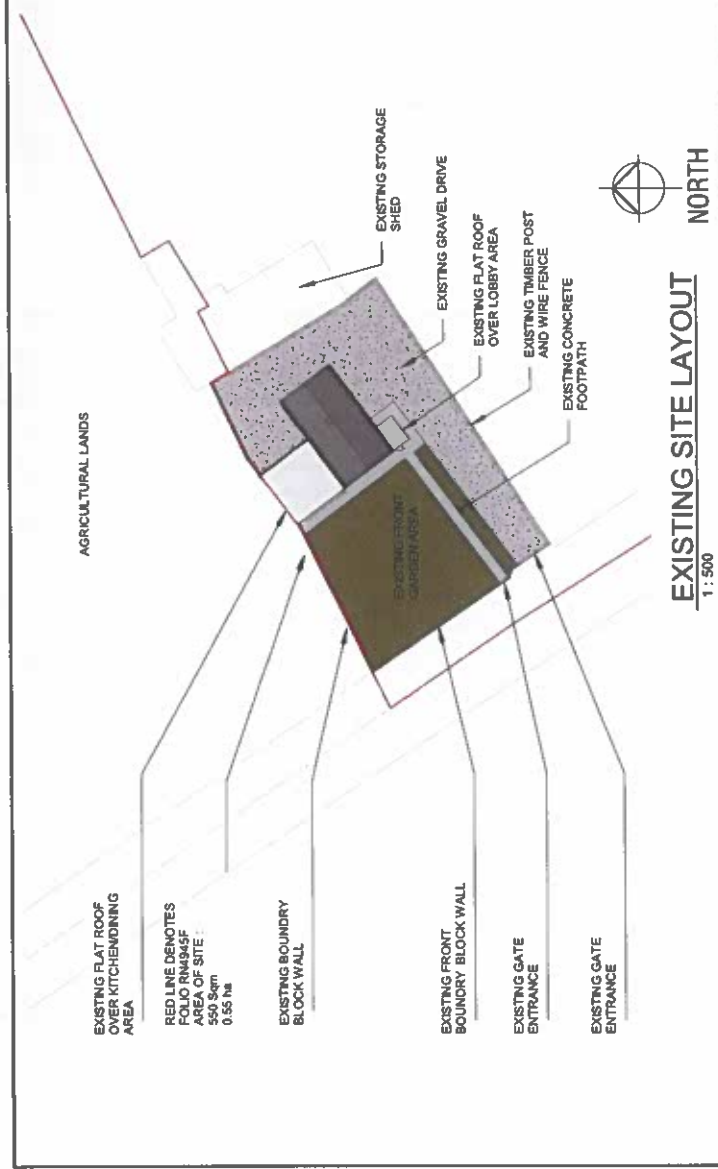 AGRICULTURAL LANDS
EXISTING FLAT ROOF
OVER KITCHEN/DINING
AREA
RED LINE DENOTES
FOLIO RN4945F
AREA OF SITE :
550 Sqm
0.55 ha
EXISTING BOUNDRY
BLOCK WALL
EXISTING FRONT
BOUNDRY BLOCK WALL
EXISTING GATE
ENTRANCE
EXISTING GATE
ENTRANCE
EXISTING FRONT
GARDEN AREA
EXISTING STORAGE
SHED
EXISTING GRAVEL DRIVE
EXISTING FLAT ROOF
OVER LOBBY AREA
EXISTING TIMBER POST
AND WIRE FENCE
EXISTING CONCRETE
FOOTPATH
EXISTING SITE LAYOUT
1 : 500
NORTH